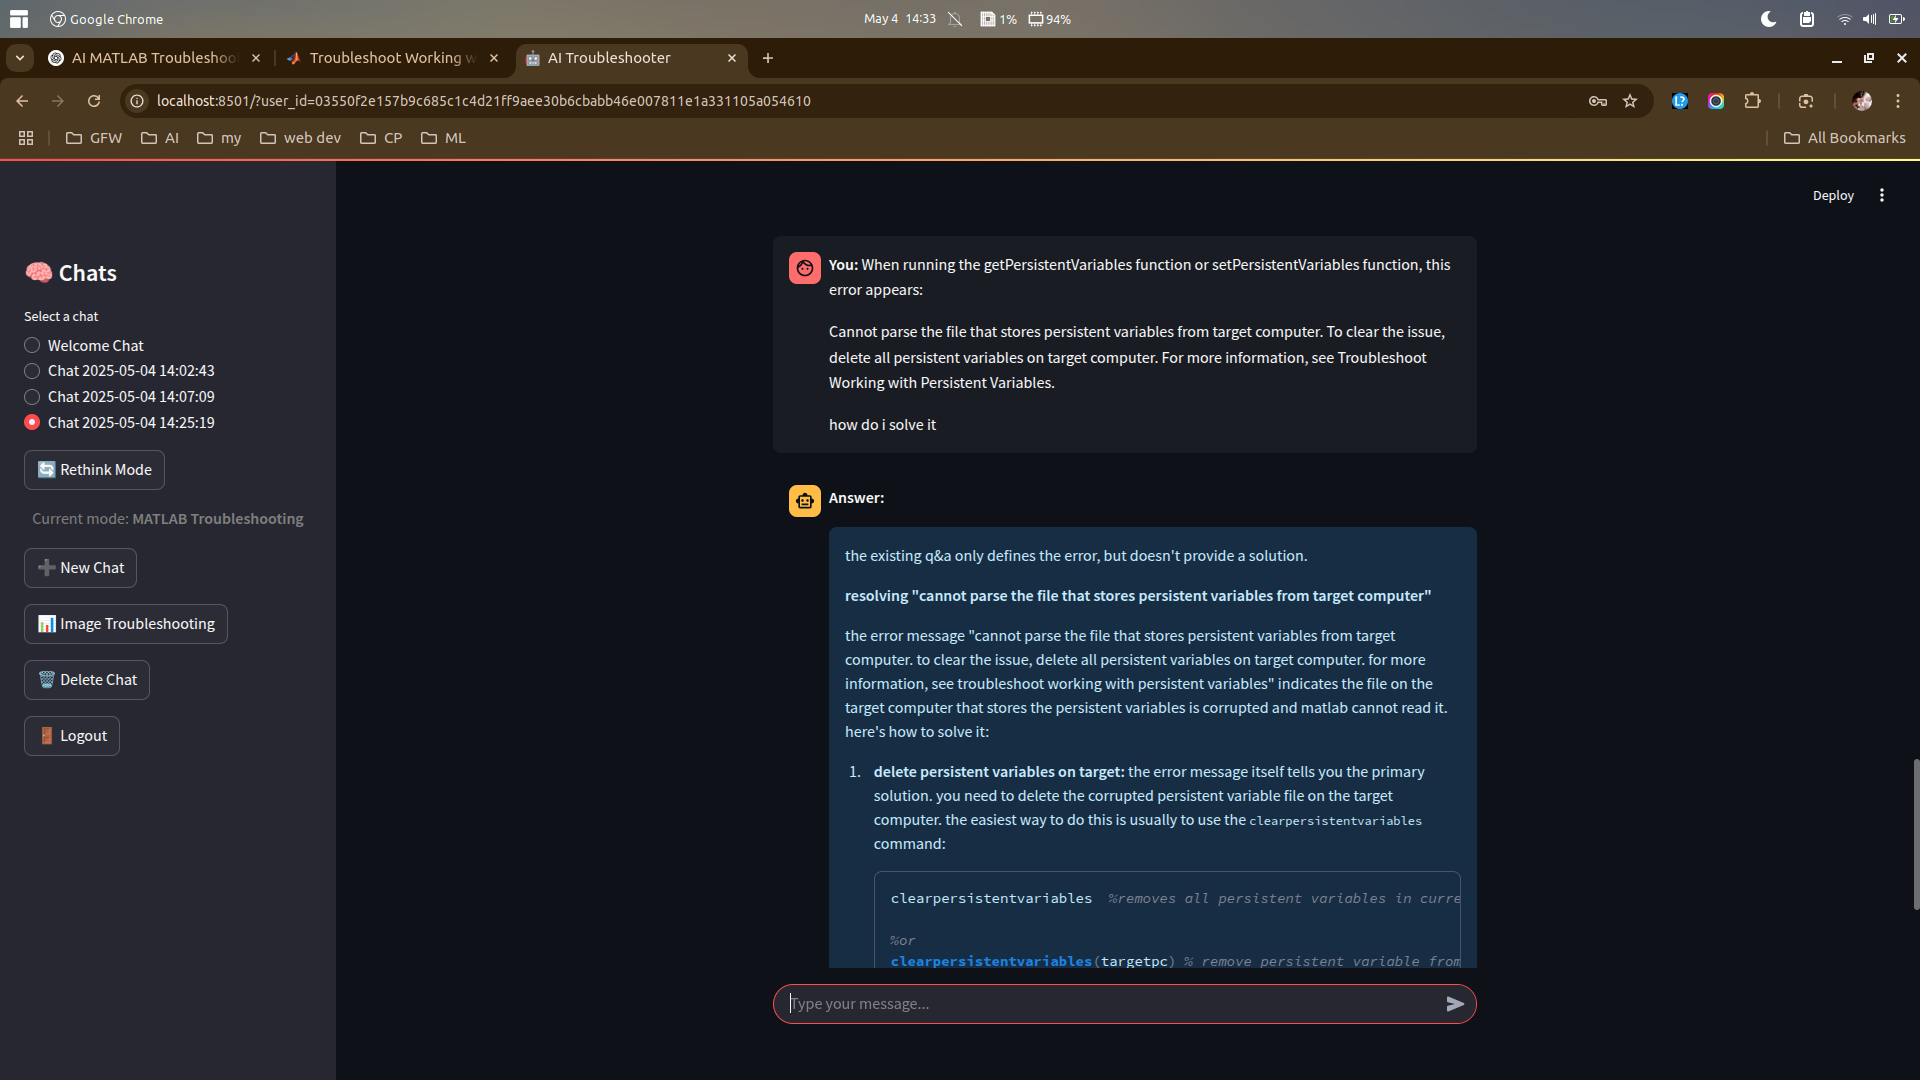 Google Chrome
May 4 14:33
1%
94%
AI MATLAB Troubleshoo
Troubleshoot Working w
AI Troubleshooter
localhost:8501/?user_id=03550f2e157b9c685c1c4d21ff9aee30b6cbabb46e007811e1a331105a054610
L?
GFW
AI
my
web dev
CP
ML
All Bookmarks
Deploy
Chats
Select a chat
Welcome Chat
Chat 2025-05-04 14:02:43
Chat 2025-05-04 14:07:09
Chat 2025-05-04 14:25:19
Rethink Mode
Current mode: MATLAB Troubleshooting
New Chat
Image Troubleshooting
Delete Chat
Logout
You: When running the getPersistentVariables function or setPersistentVariables function, this
error appears:
Cannot parse the file that stores persistent variables from target computer. To clear the issue,
delete all persistent variables on target computer. For more information, see Troubleshoot
Working with Persistent Variables.
how do i solve it
Answer:
the existing q&a only defines the error, but doesn't provide a solution.
resolving "cannot parse the file that stores persistent variables from target computer"
the error message "cannot parse the file that stores persistent variables from target
computer. to clear the issue, delete all persistent variables on target computer. for more
information, see troubleshoot working with persistent variables" indicates the file on the
target computer that stores the persistent variables is corrupted and matlab cannot read it.
here's how to solve it:
1. delete persistent variables on target: the error message itself tells you the primary
solution. you need to delete the corrupted persistent variable file on the target
computer. the easiest way to do this is usually to use the clearpersistentvariables
command:
clearpersistentvariables %removes all persistent variables in curre
%or
clearpersistentvariables(targetpc) % remove persistent variable from
Type your message...